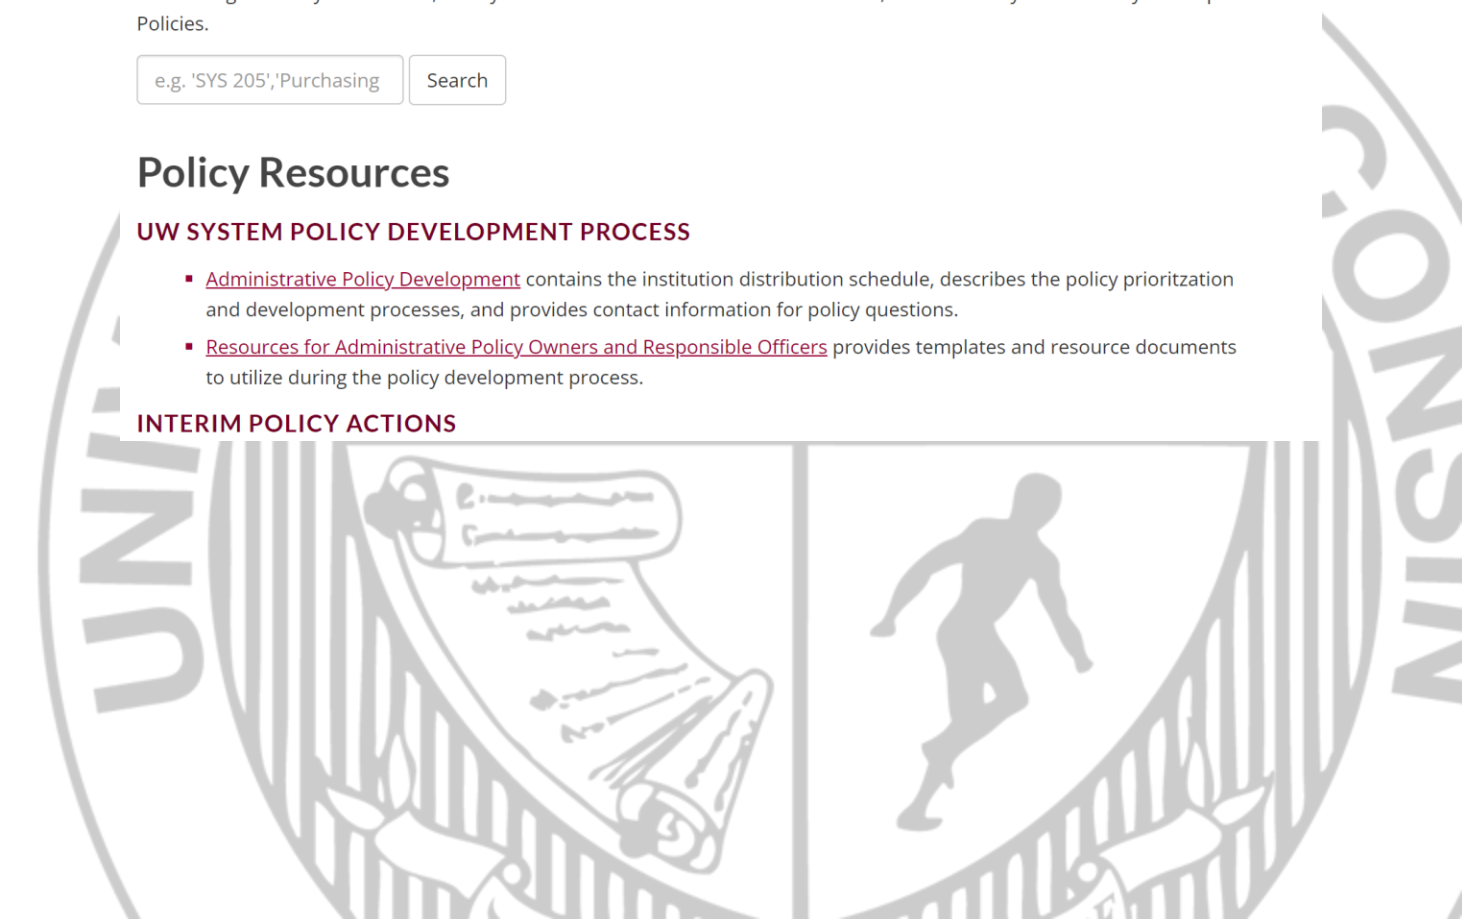 Policies.
e.g. 'SYS 205','Purchasing
Search
Policy Resources
UW SYSTEM POLICY DEVELOPMENT PROCESS
Administrative Policy Development contains the institution distribution schedule, describes the policy prioritzation
and development processes, and provides contact information for policy questions.
Resources for Administrative Policy Owners and Responsible Officers provides templates and resource documents
to utilize during the policy development process.
INTERIM POLICY ACTIONS
UNI
CONSIN